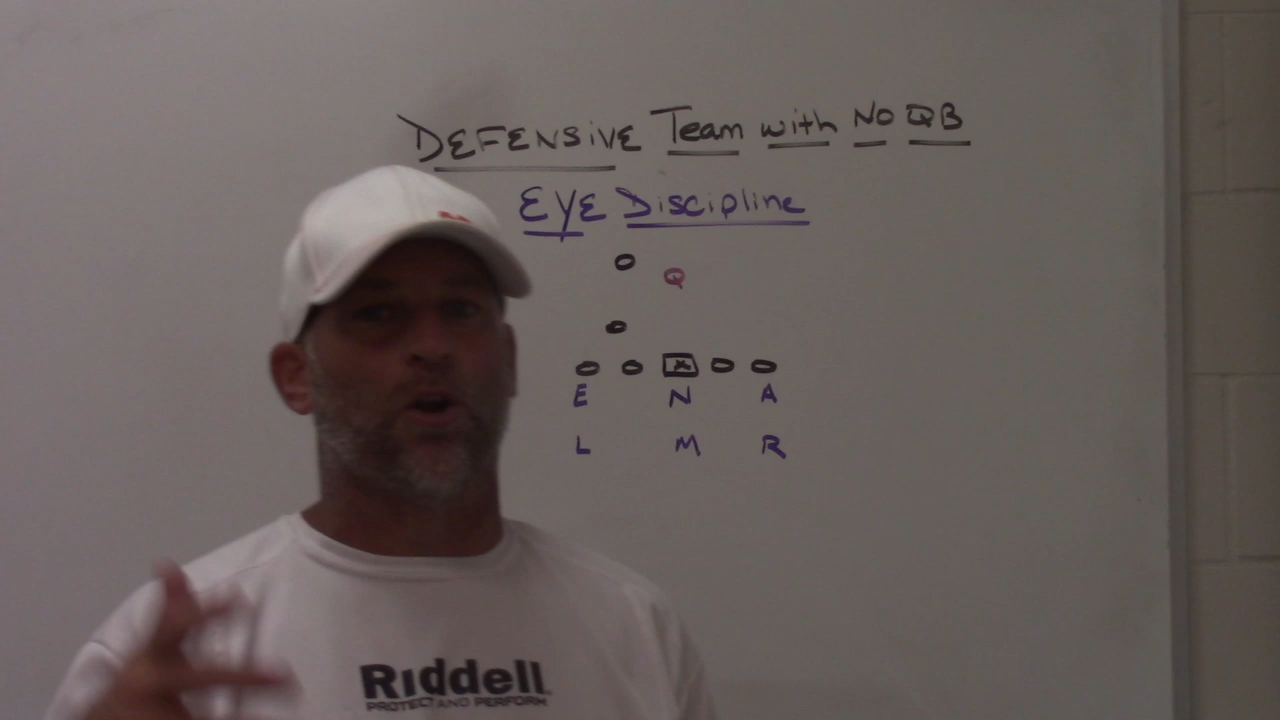 DEFENSIVE Team with No QB
EYE Discipline
Q
X
E N A
L M R
Riddell
PROTECT AND PERFORM